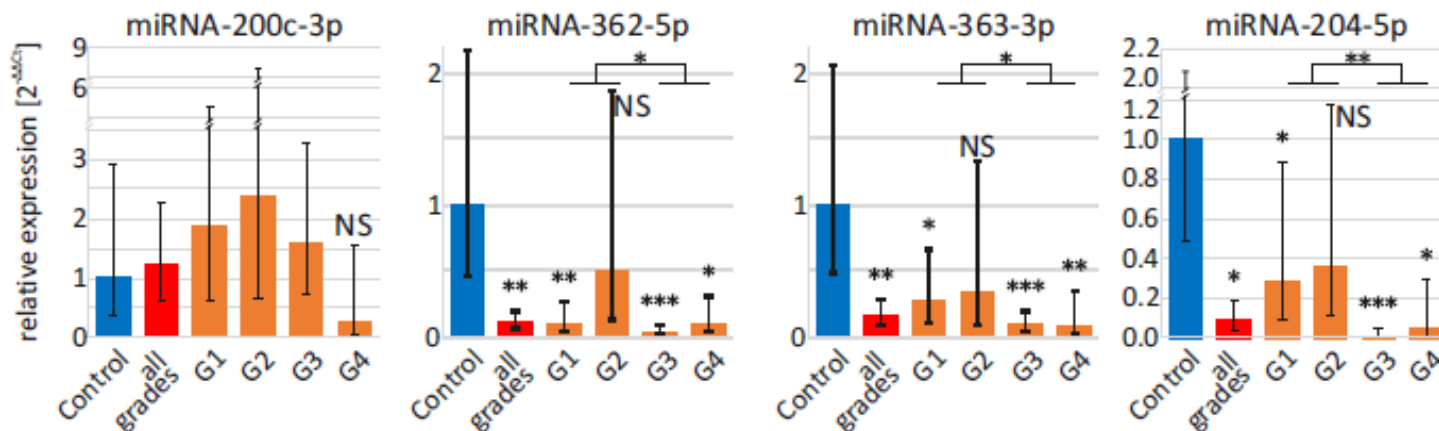 miRNA-200c-3p
relative expression [2^-ΔΔCt]
9
6
3
2
1
0
NS
Control
all grades
G1
G2
G3
G4
miRNA-362-5p
2
1
0
*
NS
**
**
***
*
Control
all grades
G1
G2
G3
G4
miRNA-363-3p
2
1
0
*
NS
**
*
***
**
Control
all grades
G1
G2
G3
G4
miRNA-204-5p
2.2
2.0
1.2
1.0
0.8
0.6
0.4
0.2
0.0
**
NS
*
*
***
*
Control
all grades
G1
G2
G3
G4